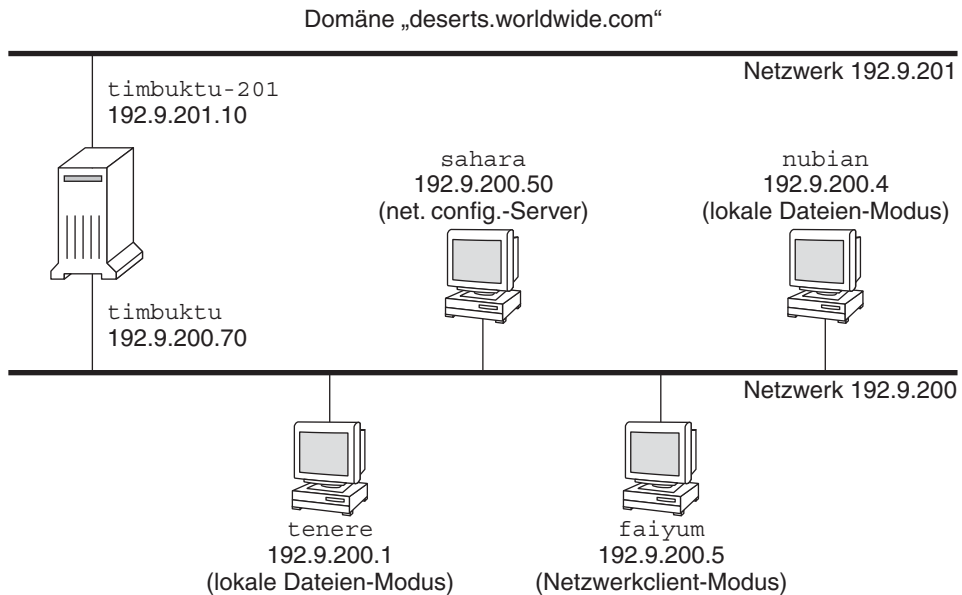 Domäne „deserts.worldwide.com“
Netzwerk 192.9.201
timbuktu-201
192.9.201.10
sahara
192.9.200.50
(net. config.-Server)
nubian
192.9.200.4
(lokale Dateien-Modus)
timbuktu
192.9.200.70
Netzwerk 192.9.200
tenere
192.9.200.1
(lokale Dateien-Modus)
faiyum
192.9.200.5
(Netzwerkclient-Modus)